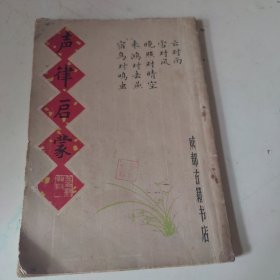 声律启蒙
云对雨
雪对风
晚照对晴空
来鸿对去燕
宿鸟对鸣虫
成都古籍书店